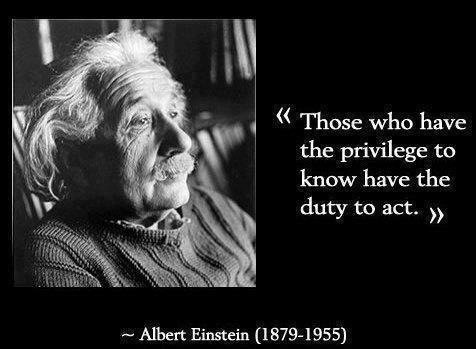 « Those who have
the privilege to
know have the
duty to act. »
~ Albert Einstein (1879-1955)